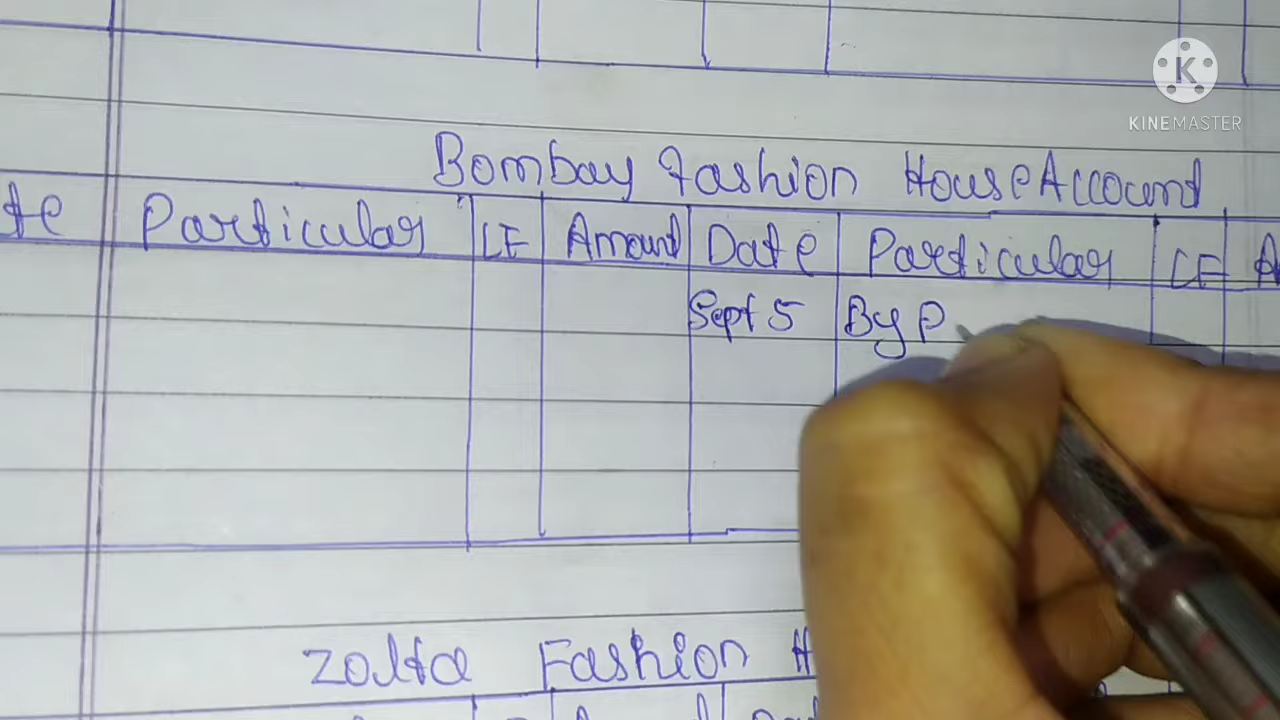 K
KINEMASTER
Bombay Fashion House Account
te Particular LF Amount Date Particular LF A
Sept 5 By P
Zolta Fashion H